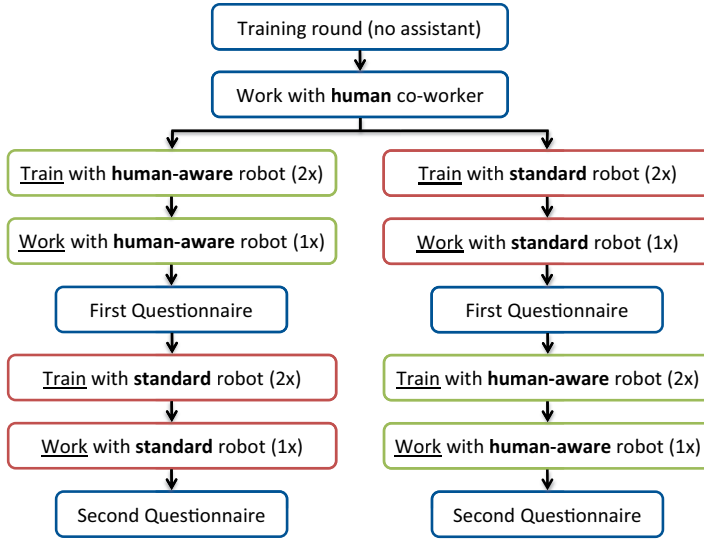 Training round (no assistant)
Work with human co-worker
Train with human-aware robot (2x)
Work with human-aware robot (1x)
First Questionnaire
Train with standard robot (2x)
Work with standard robot (1x)
Second Questionnaire
Train with standard robot (2x)
Work with standard robot (1x)
First Questionnaire
Train with human-aware robot (2x)
Work with human-aware robot (1x)
Second Questionnaire